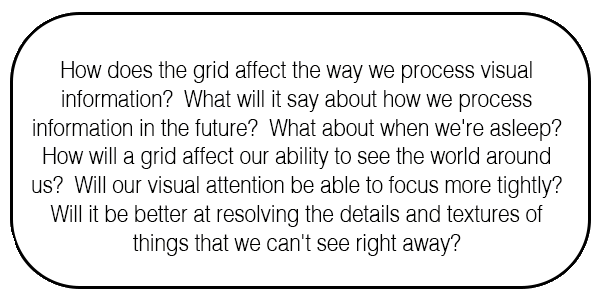 How does the grid affect the way we process visual
information?  What will it say about how we process
information in the future?  What about when we're asleep?
How will a grid affect our ability to see the world around
us?  Will our visual attention be able to focus more tightly?
Will it be better at resolving the details and textures of
things that we can't see right away?